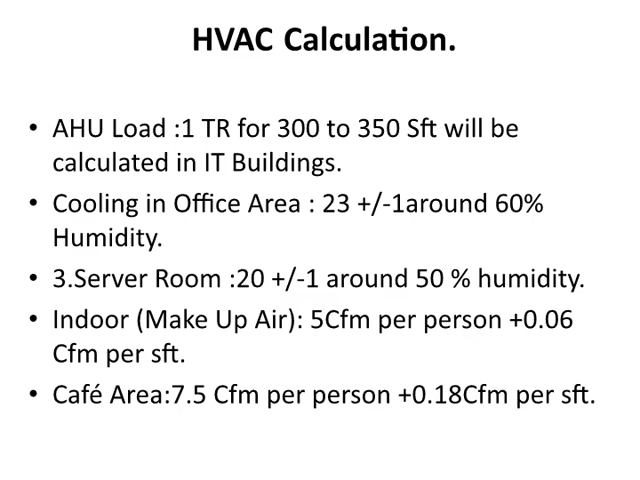 HVAC Calculation.
• AHU Load :1 TR for 300 to 350 Sft will be
calculated in IT Buildings.
• Cooling in Office Area : 23 +/-1around 60%
Humidity.
• 3.Server Room :20 +/-1 around 50 % humidity.
• Indoor (Make Up Air): 5Cfm per person +0.06
Cfm per sft.
• Café Area:7.5 Cfm per person +0.18Cfm per sft.